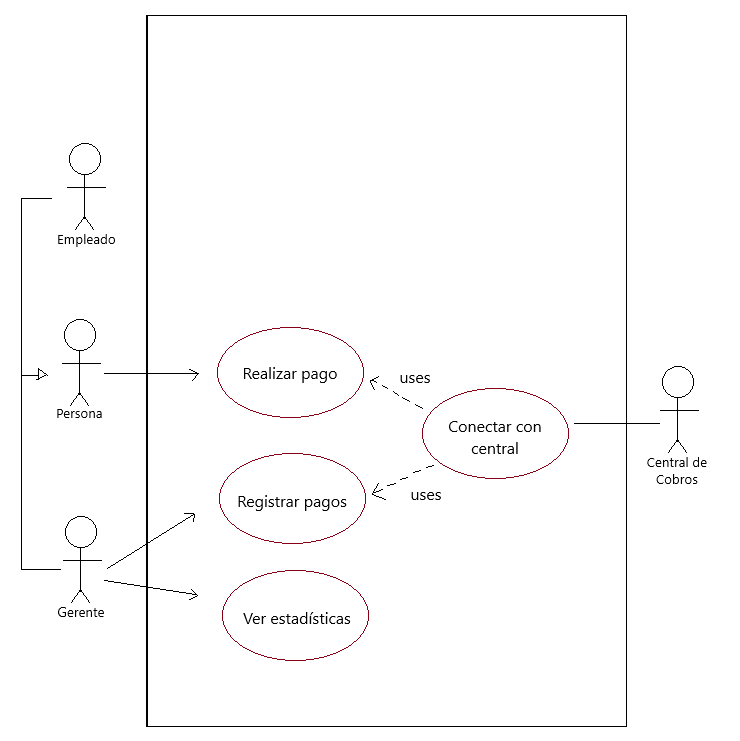 Empleado
Realizar pago
uses
Persona
Conectar con
central
Central de
Cobros
uses
Registrar pagos
Gerente
Ver estadísticas